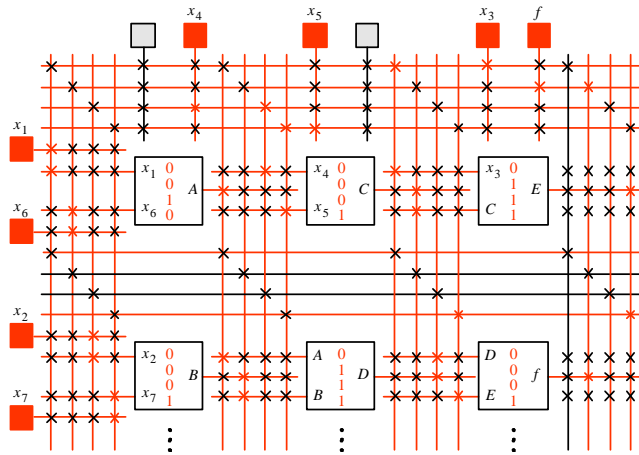 x4 x5 x3 f
x1
x1 0 0 1 0 x6 A
x4 0 0 0 1 x5 C
x3 0 1 1 1 C E
x6
x2
x2 0 0 0 1 x7 B
A 0 1 1 1 B D
D 0 0 0 1 E f
x7